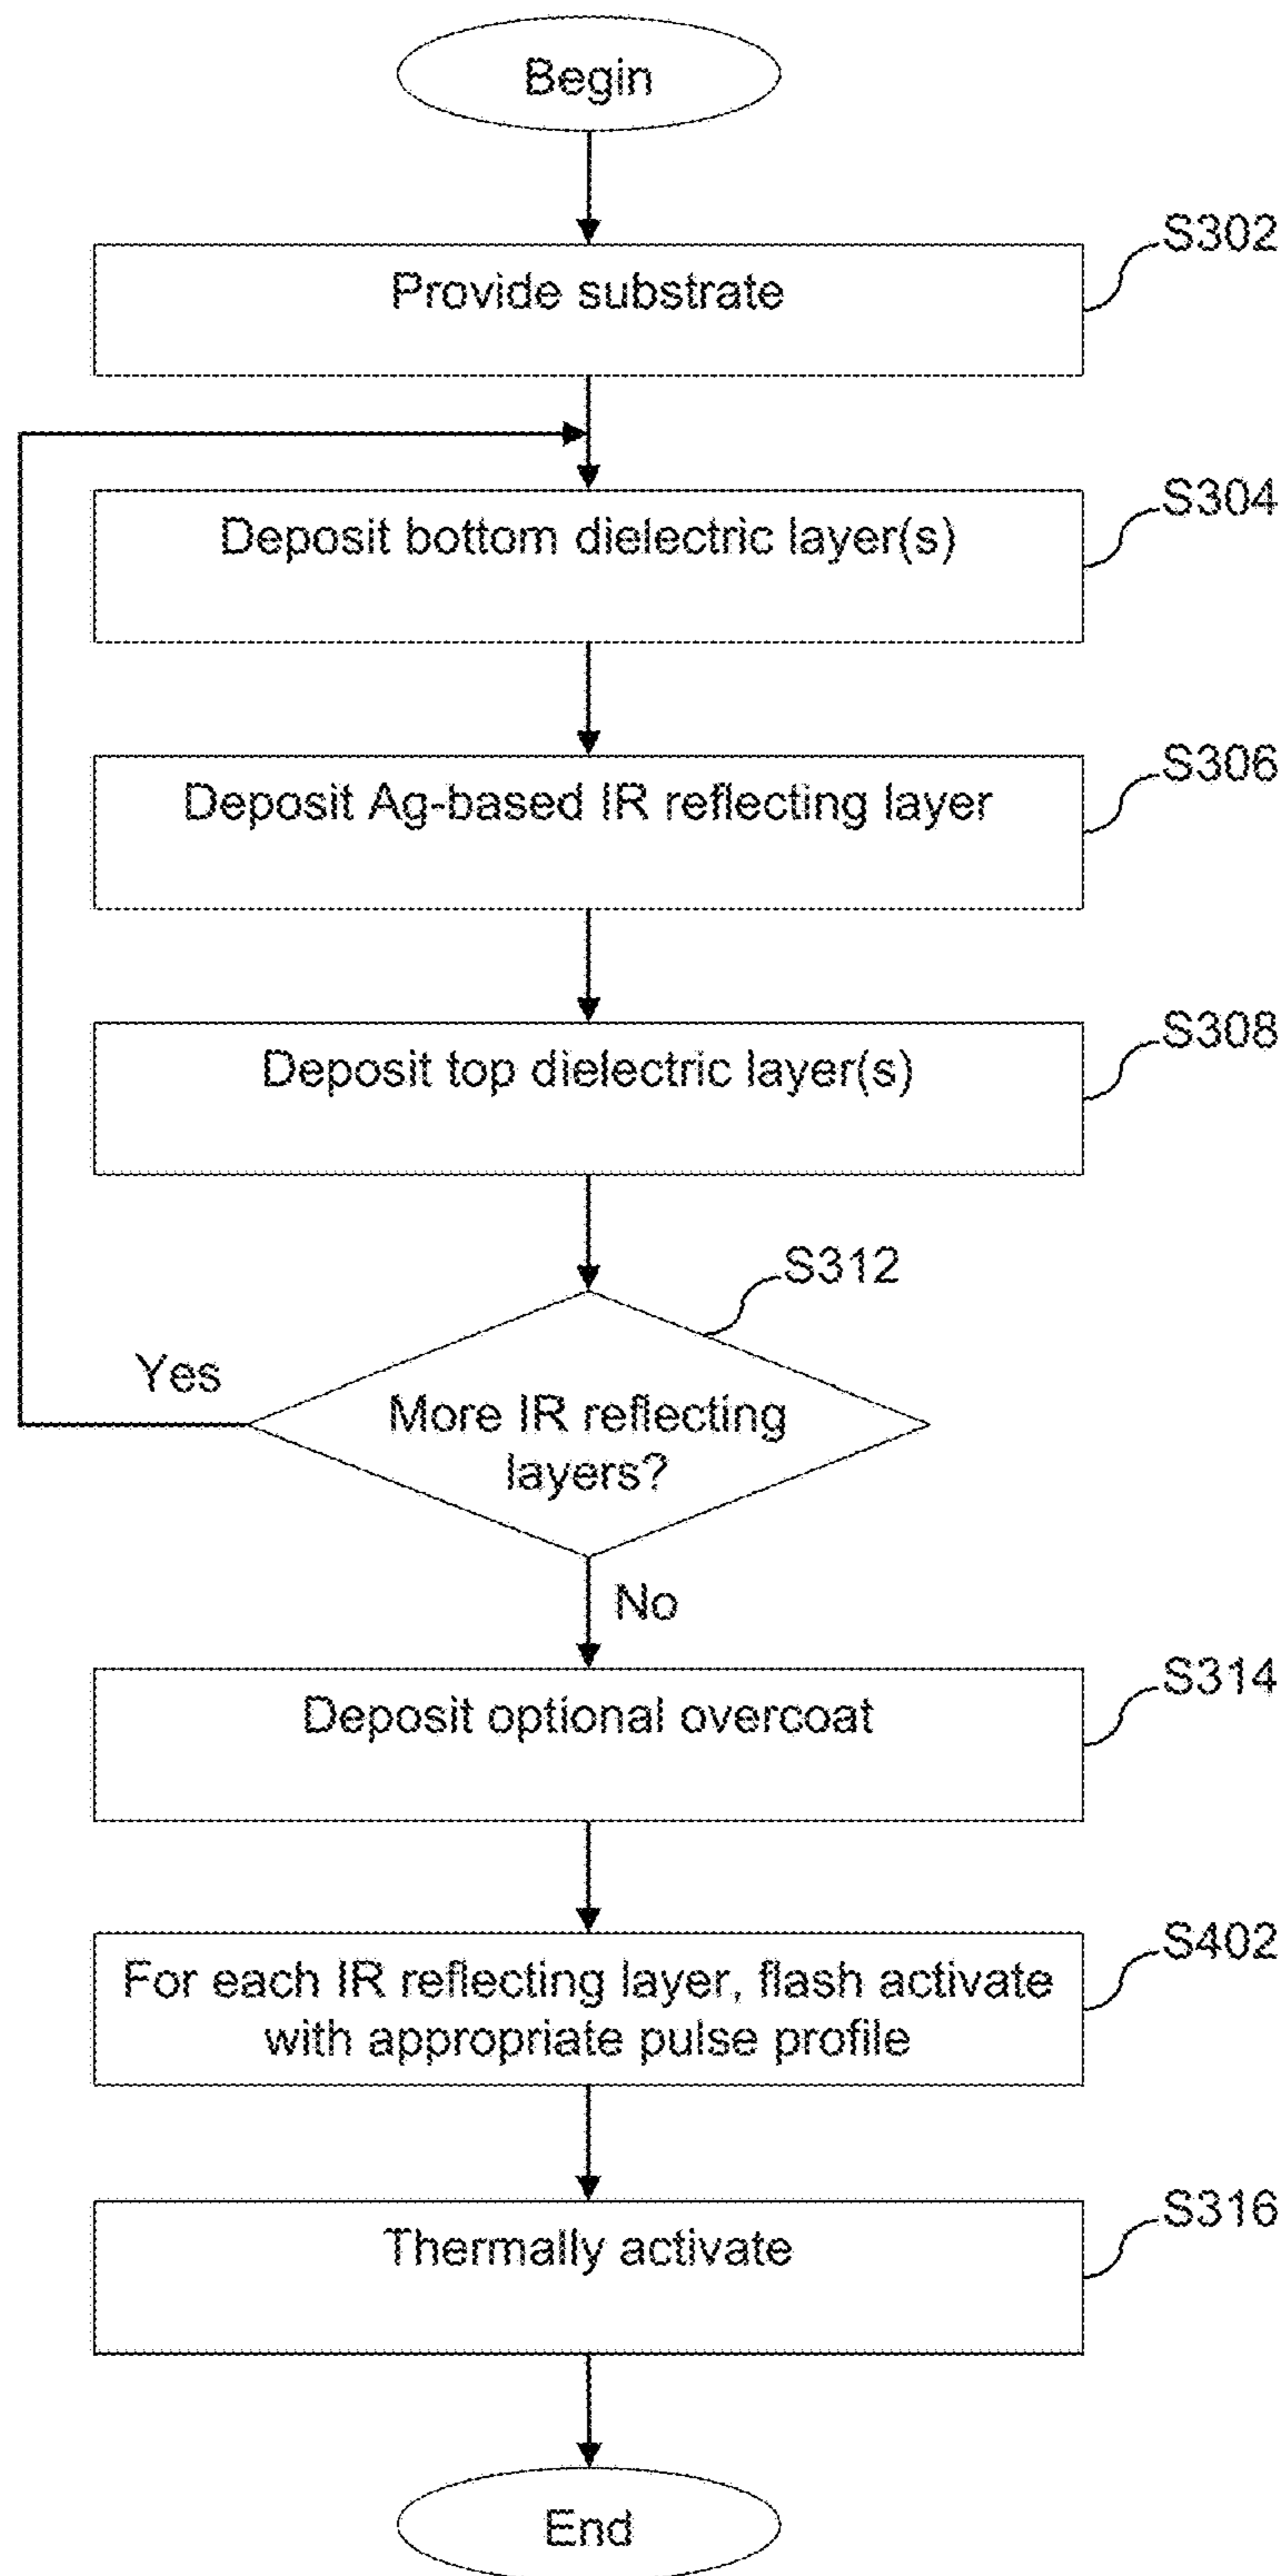 Begin
S302
Provide substrate
S304
Deposit bottom dielectric layer(s)
S306
Deposit Ag-based IR reflecting layer
S308
Deposit top dielectric layer(s)
S312
Yes
More IR reflecting
layers?
No
S314
Deposit optional overcoat
S402
For each IR reflecting layer, flash activate
with appropriate pulse profile
S316
Thermally activate
End